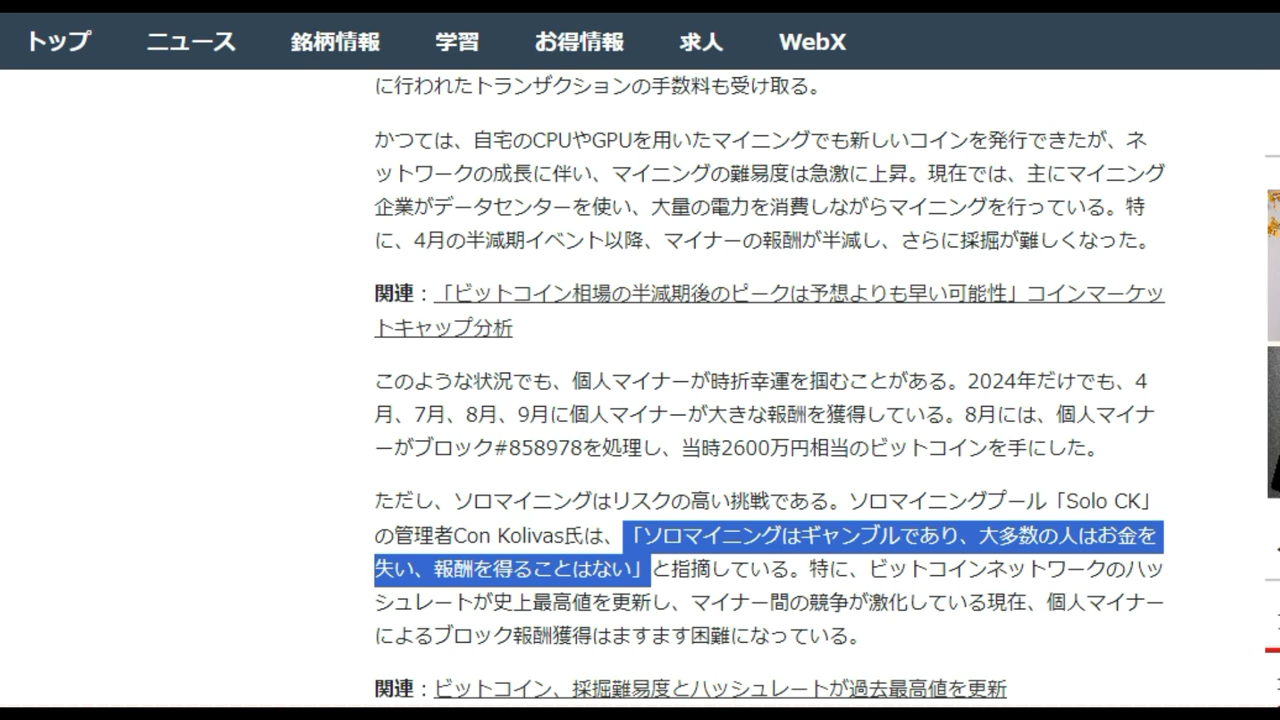 トップ ニュース 銘柄情報 学習 お得情報 求人 WebX
に行われたトランザクションの手数料も受け取る。
かつては、自宅のCPUやGPUを用いたマイニングでも新しいコインを発行できたが、ネ
ットワークの成長に伴い、マイニングの難易度は急激に上昇。現在では、主にマイニング
企業がデータセンターを使い、大量の電力を消費しながらマイニングを行っている。特
に、4月の半減期イベント以降、マイナーの報酬が半減し、さらに採掘が難しくなった。
関連：「ビットコイン相場の半減期後のピークは予想よりも早い可能性」コインマーケッ
トキャップ分析
このような状況でも、個人マイナーが時折幸運を掴むことがある。2024年だけでも、4
月、7月、8月、9月に個人マイナーが大きな報酬を獲得している。8月には、個人マイナ
ーがブロック#858978を処理し、当時2600万円相当のビットコインを手にした。
ただし、ソロマイニングはリスクの高い挑戦である。ソロマイニングプール「Solo CK」
の管理者Con Kolivas氏は、「ソロマイニングはギャンブルであり、大多数の人はお金を
失い、報酬を得ることはない」と指摘している。特に、ビットコインネットワークのハッ
シュレートが史上最高値を更新し、マイナー間の競争が激化している現在、個人マイナー
によるブロック報酬獲得はますます困難になっている。
関連：ビットコイン、採掘難易度とハッシュレートが過去最高値を更新